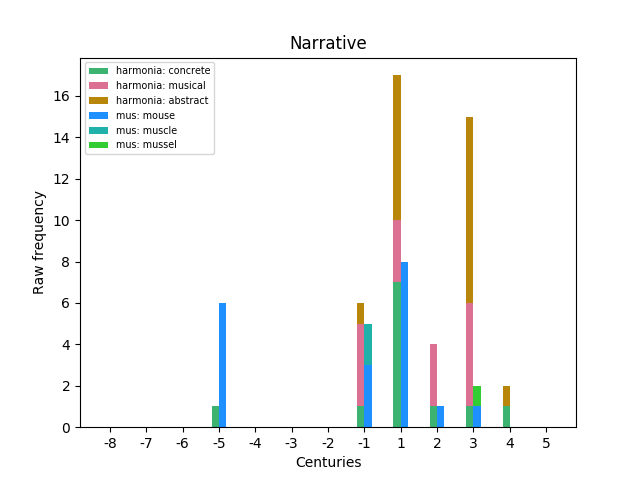 Narrative
harmonia: concrete
harmonia: musical
harmonia: abstract
mus: mouse
mus: muscle
mus: mussel
Raw frequency
16
14
12
10
8
6
4
2
0
-8 -7 -6 -5 -4 -3 -2 -1 1 2 3 4 5
Centuries